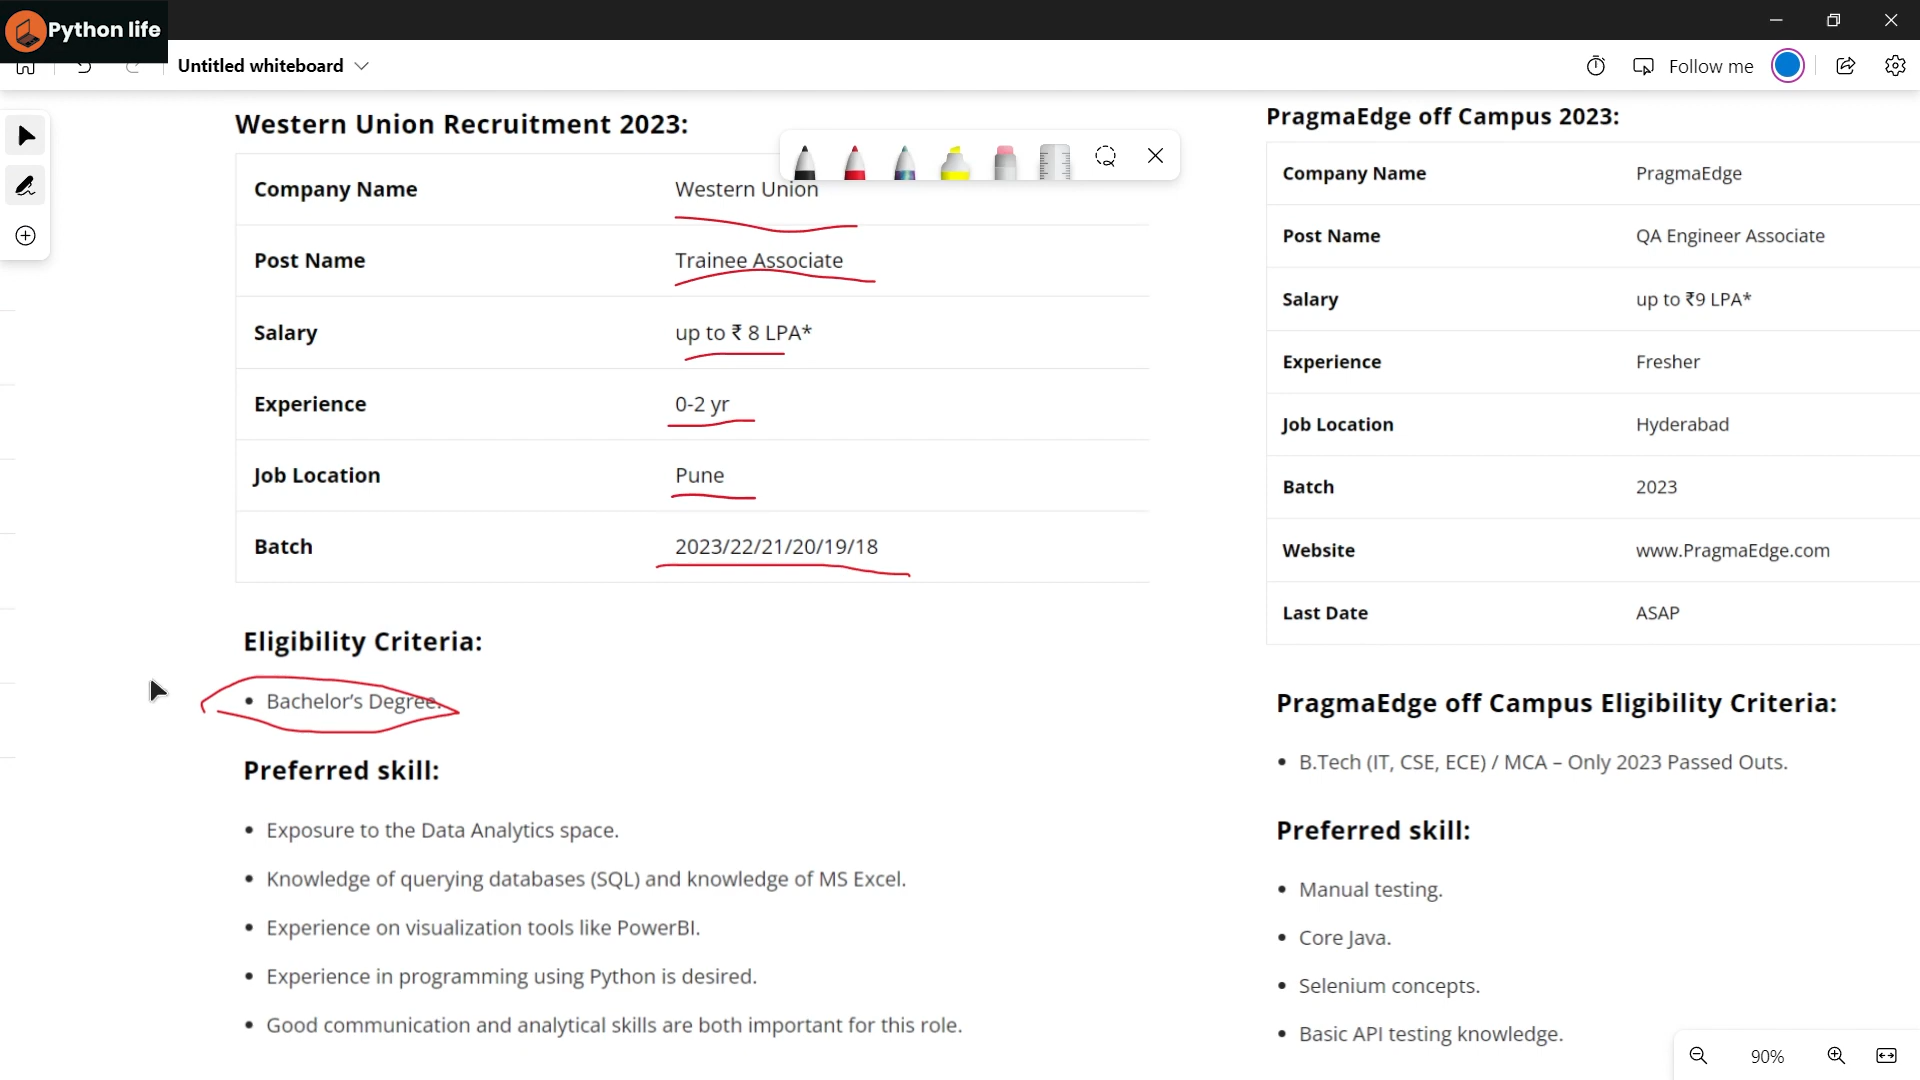 Python life
Untitled whiteboard
Follow me
Western Union Recruitment 2023:
Company Name Western Union
Post Name Trainee Associate
Salary up to ₹ 8 LPA*
Experience 0-2 yr
Job Location Pune
Batch 2023/22/21/20/19/18
Eligibility Criteria:
• Bachelor’s Degree.
Preferred skill:
• Exposure to the Data Analytics space.
• Knowledge of querying databases (SQL) and knowledge of MS Excel.
• Experience on visualization tools like PowerBI.
• Experience in programming using Python is desired.
• Good communication and analytical skills are both important for this role.
PragmaEdge off Campus 2023:
Company Name PragmaEdge
Post Name QA Engineer Associate
Salary up to ₹9 LPA*
Experience Fresher
Job Location Hyderabad
Batch 2023
Website www.PragmaEdge.com
Last Date ASAP
PragmaEdge off Campus Eligibility Criteria:
• B.Tech (IT, CSE, ECE) / MCA – Only 2023 Passed Outs.
Preferred skill:
• Manual testing.
• Core Java.
• Selenium concepts.
• Basic API testing knowledge.
90%